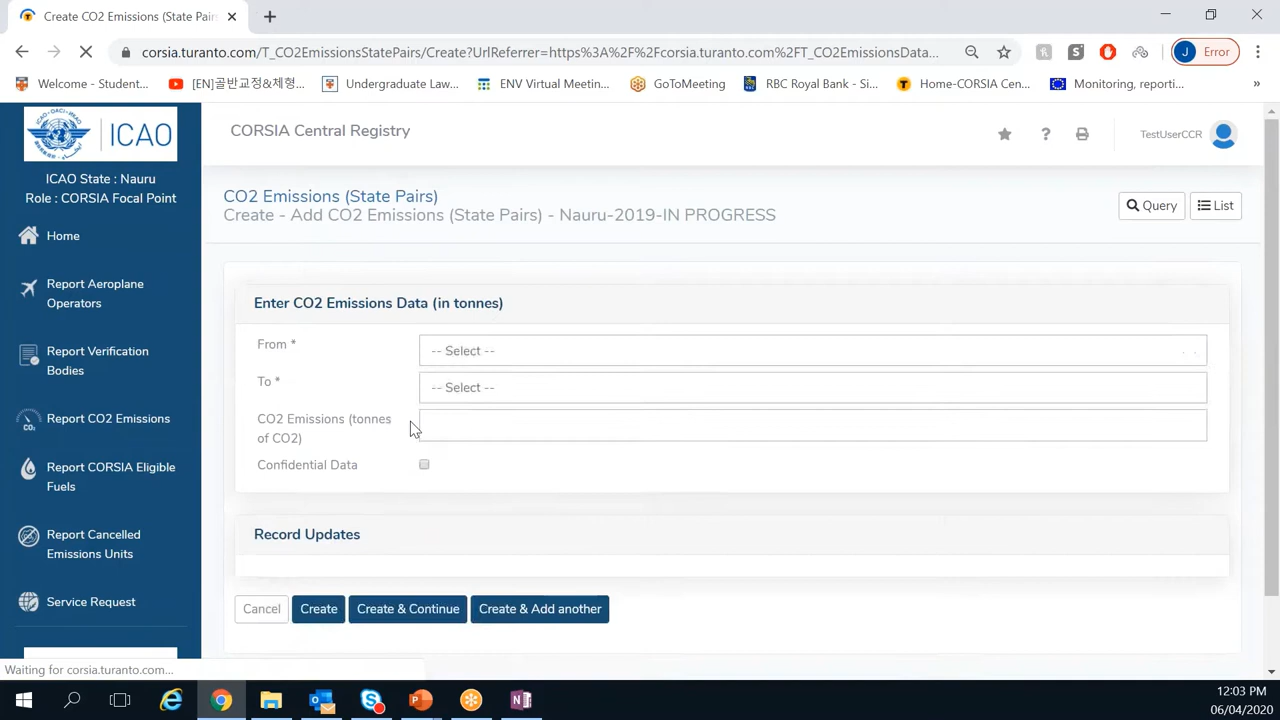 Create CO2 Emissions (State Pair
corsia.turanto.com/T_CO2EmissionsStatePairs/Create?UrlReferrer=https%3A%2F%2Fcorsia.turanto.com%2FT_CO2EmissionsData...
J Error
Welcome - Student...
[EN]골반교정&체형...
Undergraduate Law...
ENV Virtual Meetin...
GoToMeeting
RBC Royal Bank - Si...
Home-CORSIA Cen...
Monitoring, reporti...
»
ICAO · OACI · ИКАО
ICAO
CORSIA Central Registry
TestUserCCR
ICAO State : Nauru
Role : CORSIA Focal Point
Home
Report Aeroplane
Operators
Report Verification
Bodies
Report CO2 Emissions
Report CORSIA Eligible
Fuels
Report Cancelled
Emissions Units
Service Request
CO2 Emissions (State Pairs)
Create - Add CO2 Emissions (State Pairs) - Nauru-2019-IN PROGRESS
Query
List
Enter CO2 Emissions Data (in tonnes)
From *
-- Select --
To *
-- Select --
CO2 Emissions (tonnes
of CO2)
Confidential Data
Record Updates
Cancel
Create
Create & Continue
Create & Add another
Waiting for corsia.turanto.com...
12:03 PM
06/04/2020